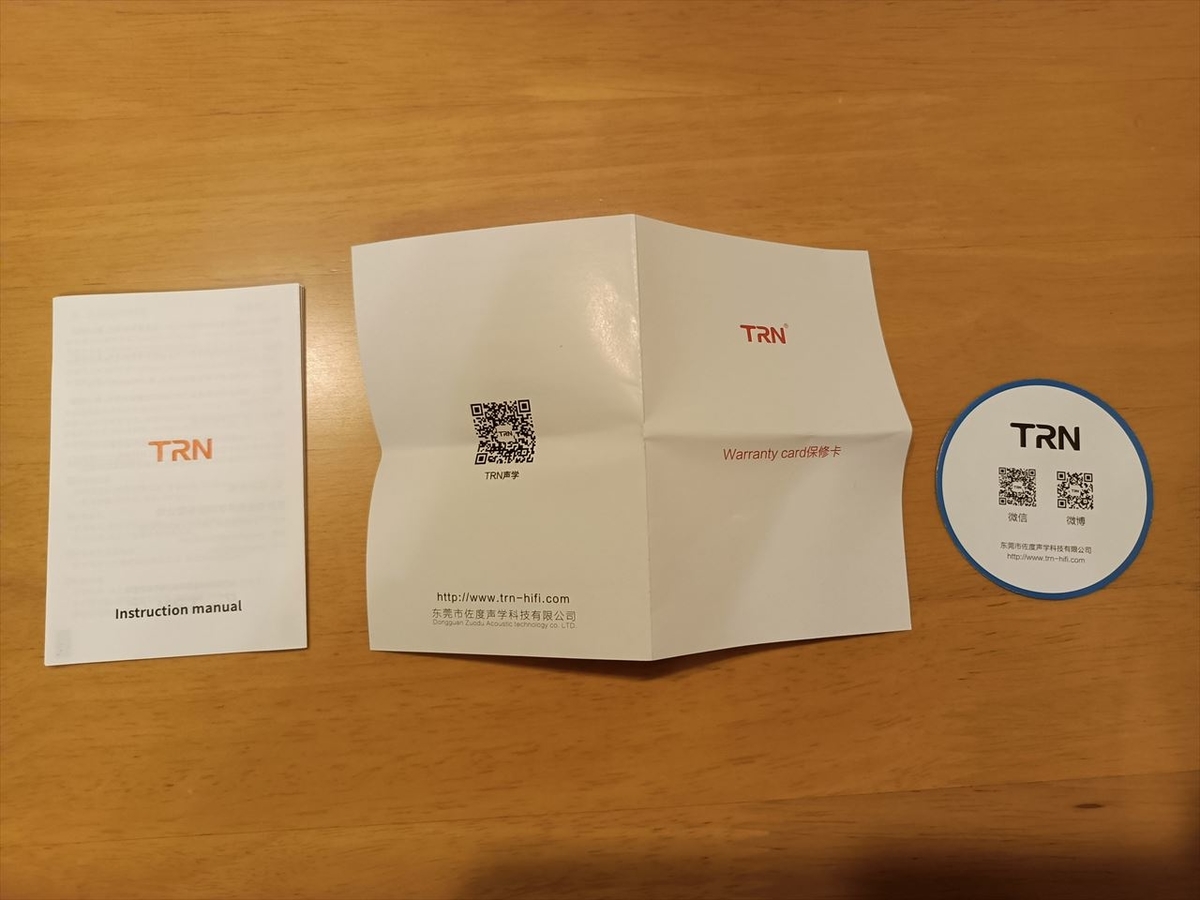 TRN
Instruction manual
TRN
TRN声学
http://www.trn-hifi.com
东莞市佐度声学科技有限公司
Dongguan Zuodu Acoustic technology co. LTD.
TRN®
Warranty card保修卡
TRN
微信
微博
东莞市佐度声学科技有限公司
http://www.trn-hifi.com